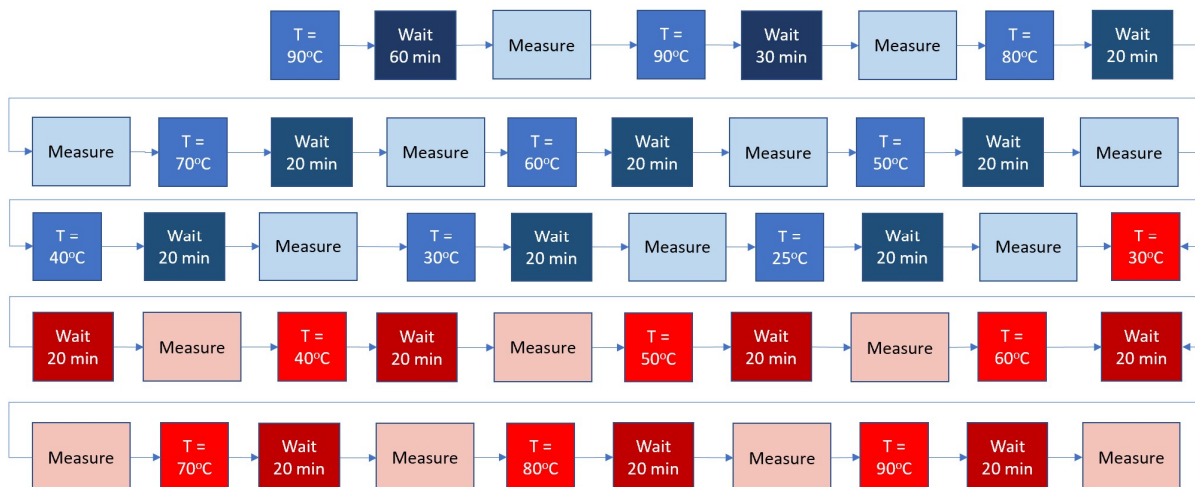 T =
90°C
Wait
60 min
Measure
T =
90°C
Wait
30 min
Measure
T =
80°C
Wait
20 min
Measure
T =
70°C
Wait
20 min
Measure
T =
60°C
Wait
20 min
Measure
T =
50°C
Wait
20 min
Measure
T =
40°C
Wait
20 min
Measure
T =
30°C
Wait
20 min
Measure
T =
25°C
Wait
20 min
Measure
T =
30°C
Wait
20 min
Measure
T =
40°C
Wait
20 min
Measure
T =
50°C
Wait
20 min
Measure
T =
60°C
Wait
20 min
Measure
T =
70°C
Wait
20 min
Measure
T =
80°C
Wait
20 min
Measure
T =
90°C
Wait
20 min
Measure